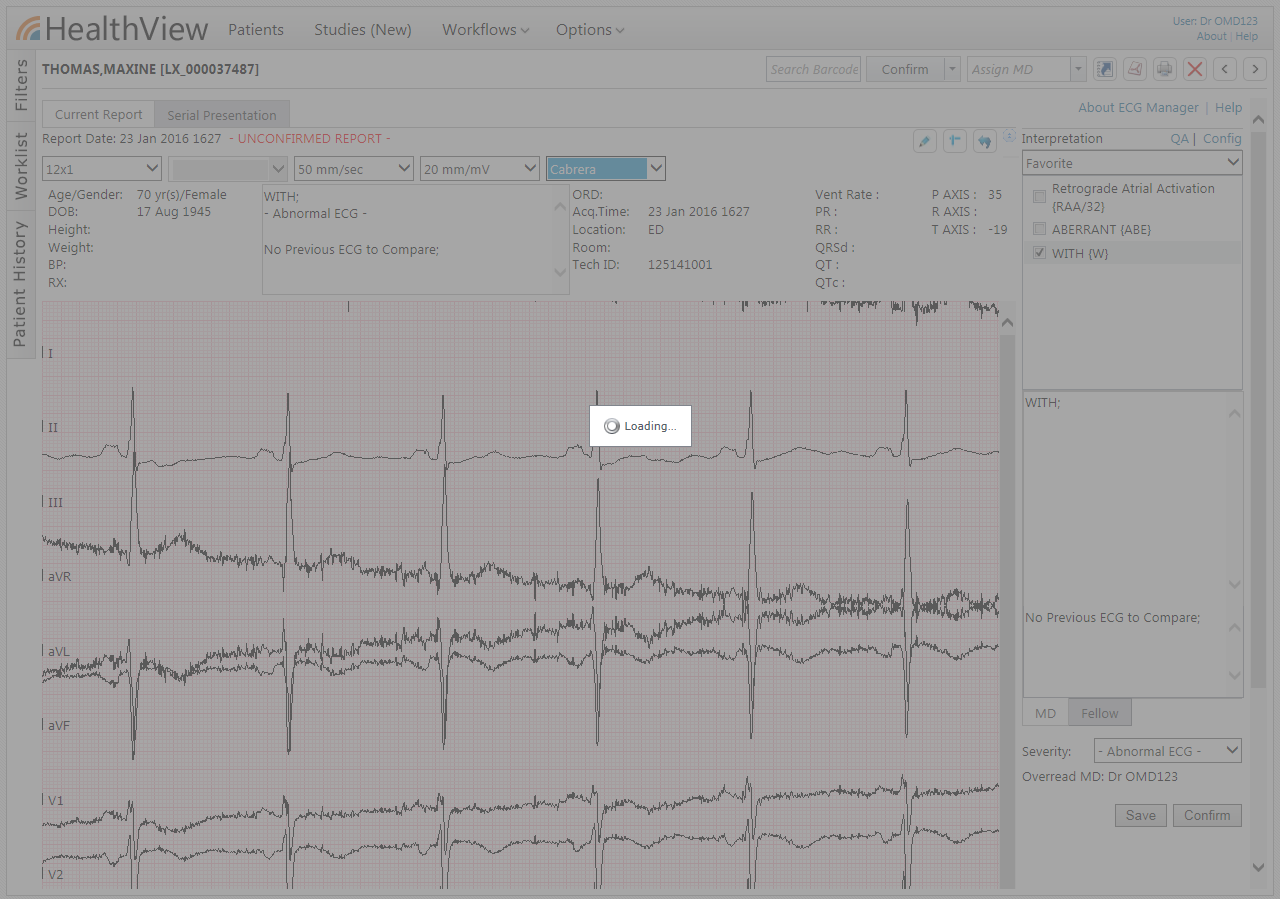 HealthView
Patients
Studies (New)
Workflows
Options
User: Dr OMD123
About | Help
Filters
Worklist
Patient History
THOMAS,MAXINE [LX_000037487]
Search Barcode
Confirm
Assign MD
Current Report
Serial Presentation
About ECG Manager | Help
Report Date: 23 Jan 2016 1627 - UNCONFIRMED REPORT -
12x1
50 mm/sec
20 mm/mV
Cabrera
Age/Gender: 70 yr(s)/Female
DOB: 17 Aug 1945
Height:
Weight:
BP:
RX:
WITH;
- Abnormal ECG -
No Previous ECG to Compare;
ORD:
Acq.Time: 23 Jan 2016 1627
Location: ED
Room:
Tech ID: 125141001
Vent Rate :
PR :
RR :
QRSd :
QT :
QTc :
P AXIS : 35
R AXIS :
T AXIS : -19
I
II
III
aVR
aVL
aVF
V1
V2
Loading...
Interpretation
QA | Config
Favorite
Retrograde Atrial Activation
{RAA/32}
ABERRANT {ABE}
WITH {W}
WITH;
No Previous ECG to Compare;
MD
Fellow
Severity: - Abnormal ECG -
Overread MD: Dr OMD123
Save
Confirm